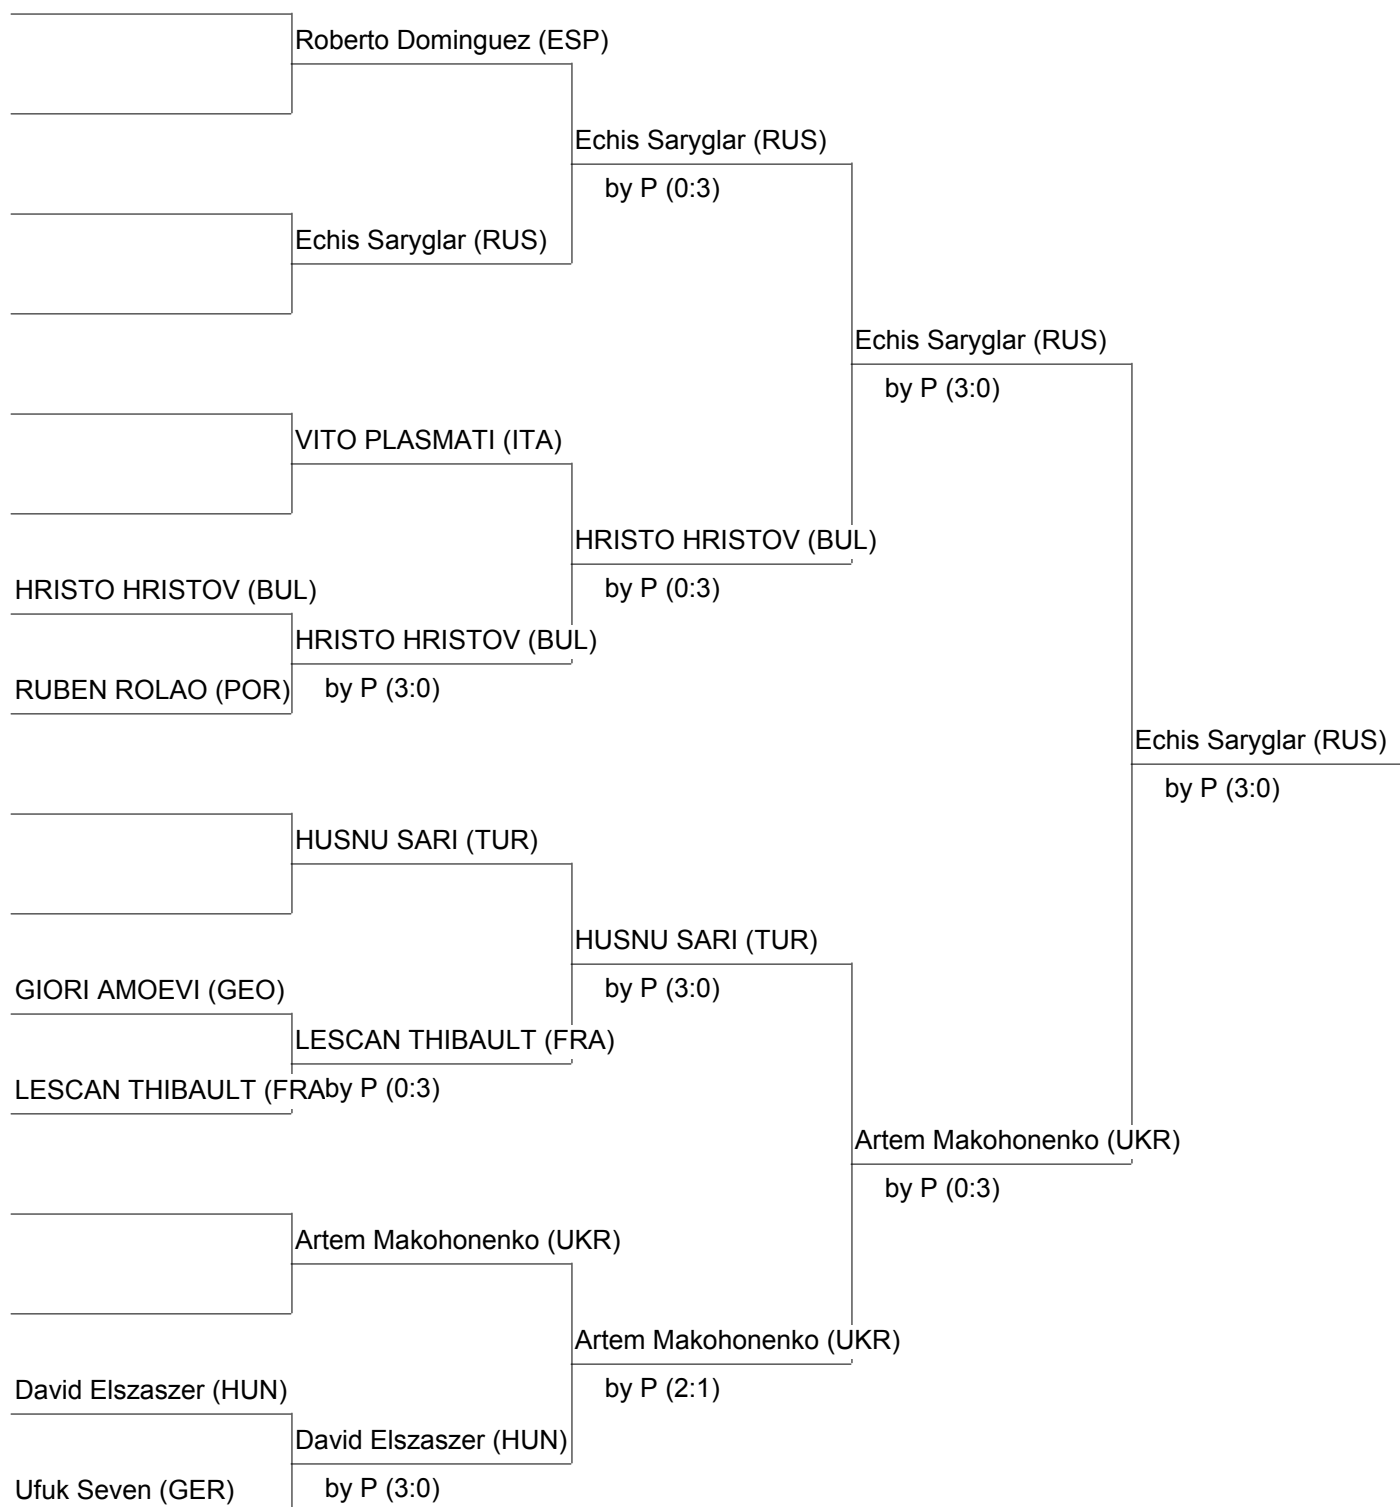 Roberto Dominguez (ESP)
Echis Saryglar (RUS)
by P (0:3)
Echis Saryglar (RUS)
Echis Saryglar (RUS)
by P (3:0)
VITO PLASMATI (ITA)
HRISTO HRISTOV (BUL)
by P (0:3)
HRISTO HRISTOV (BUL)
HRISTO HRISTOV (BUL)
RUBEN ROLAO (POR)
by P (3:0)
Echis Saryglar (RUS)
by P (3:0)
HUSNU SARI (TUR)
HUSNU SARI (TUR)
by P (3:0)
GIORI AMOEVI (GEO)
LESCAN THIBAULT (FRA)
LESCAN THIBAULT (FRA
by P (0:3)
Artem Makohonenko (UKR)
by P (0:3)
Artem Makohonenko (UKR)
Artem Makohonenko (UKR)
by P (2:1)
David Elszaszer (HUN)
David Elszaszer (HUN)
Ufuk Seven (GER)
by P (3:0)